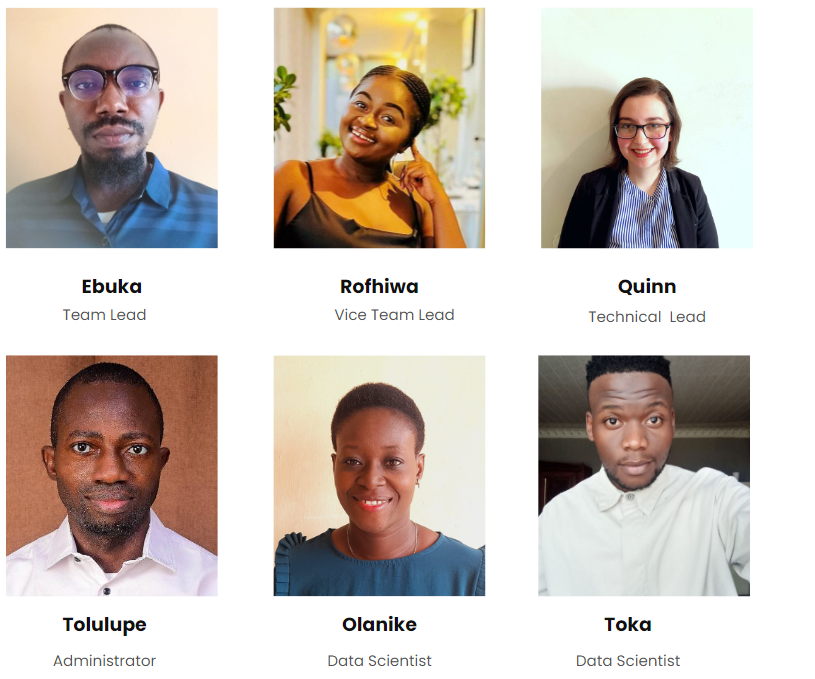 Ebuka
Team Lead
Rofhiwa
Vice Team Lead
Quinn
Technical  Lead
Tolulupe
Administrator
Olanike
Data Scientist
Toka
Data Scientist